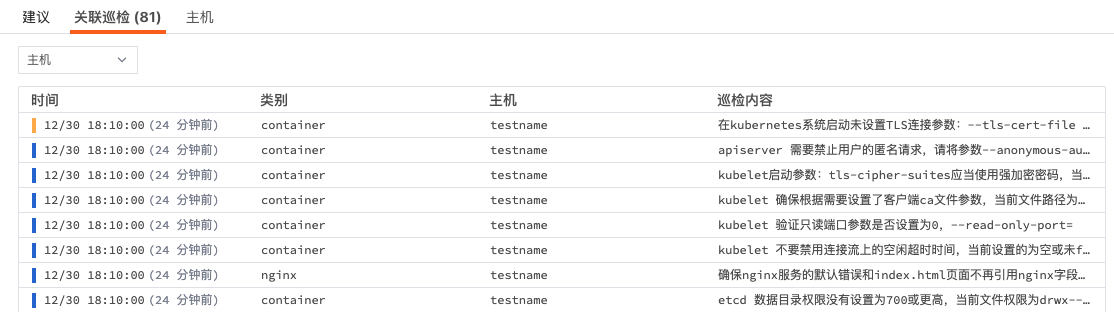 建议 关联巡检 (81) 主机
主机
时间 类别 主机 巡检内容
12/30 18:10:00 (24 分钟前) container testname 在kubernetes系统启动未设置TLS连接参数：--tls-cert-file …
12/30 18:10:00 (24 分钟前) container testname apiserver 需要禁止用户的匿名请求，请将参数--anonymous-au…
12/30 18:10:00 (24 分钟前) container testname kubelet启动参数：tls-cipher-suites应当使用强加密密码，当…
12/30 18:10:00 (24 分钟前) container testname kubelet 确保根据需要设置了客户端ca文件参数，当前文件路径为…
12/30 18:10:00 (24 分钟前) container testname kubelet 验证只读端口参数是否设置为0，--read-only-port=
12/30 18:10:00 (24 分钟前) container testname kubelet 不要禁用连接流上的空闲超时时间，当前设置的为空或未f…
12/30 18:10:00 (24 分钟前) nginx testname 确保nginx服务的默认错误和index.html页面不再引用nginx字段…
12/30 18:10:00 (24 分钟前) container testname etcd 数据目录权限没有设置为700或更高，当前文件权限为drwx--…